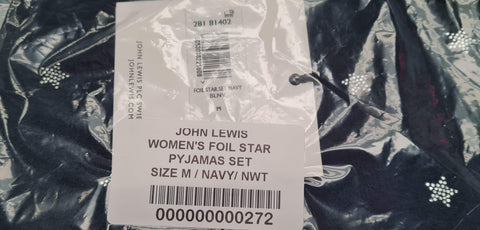 281 81402
FOIL STAR SET NAVY
BLNV
M
JOHN LEWIS PLC SW1E
JOHNLEWIS.COM
JOHN LEWIS
WOMEN'S FOIL STAR
PYJAMAS SET
SIZE M / NAVY/ NWT
000000000272